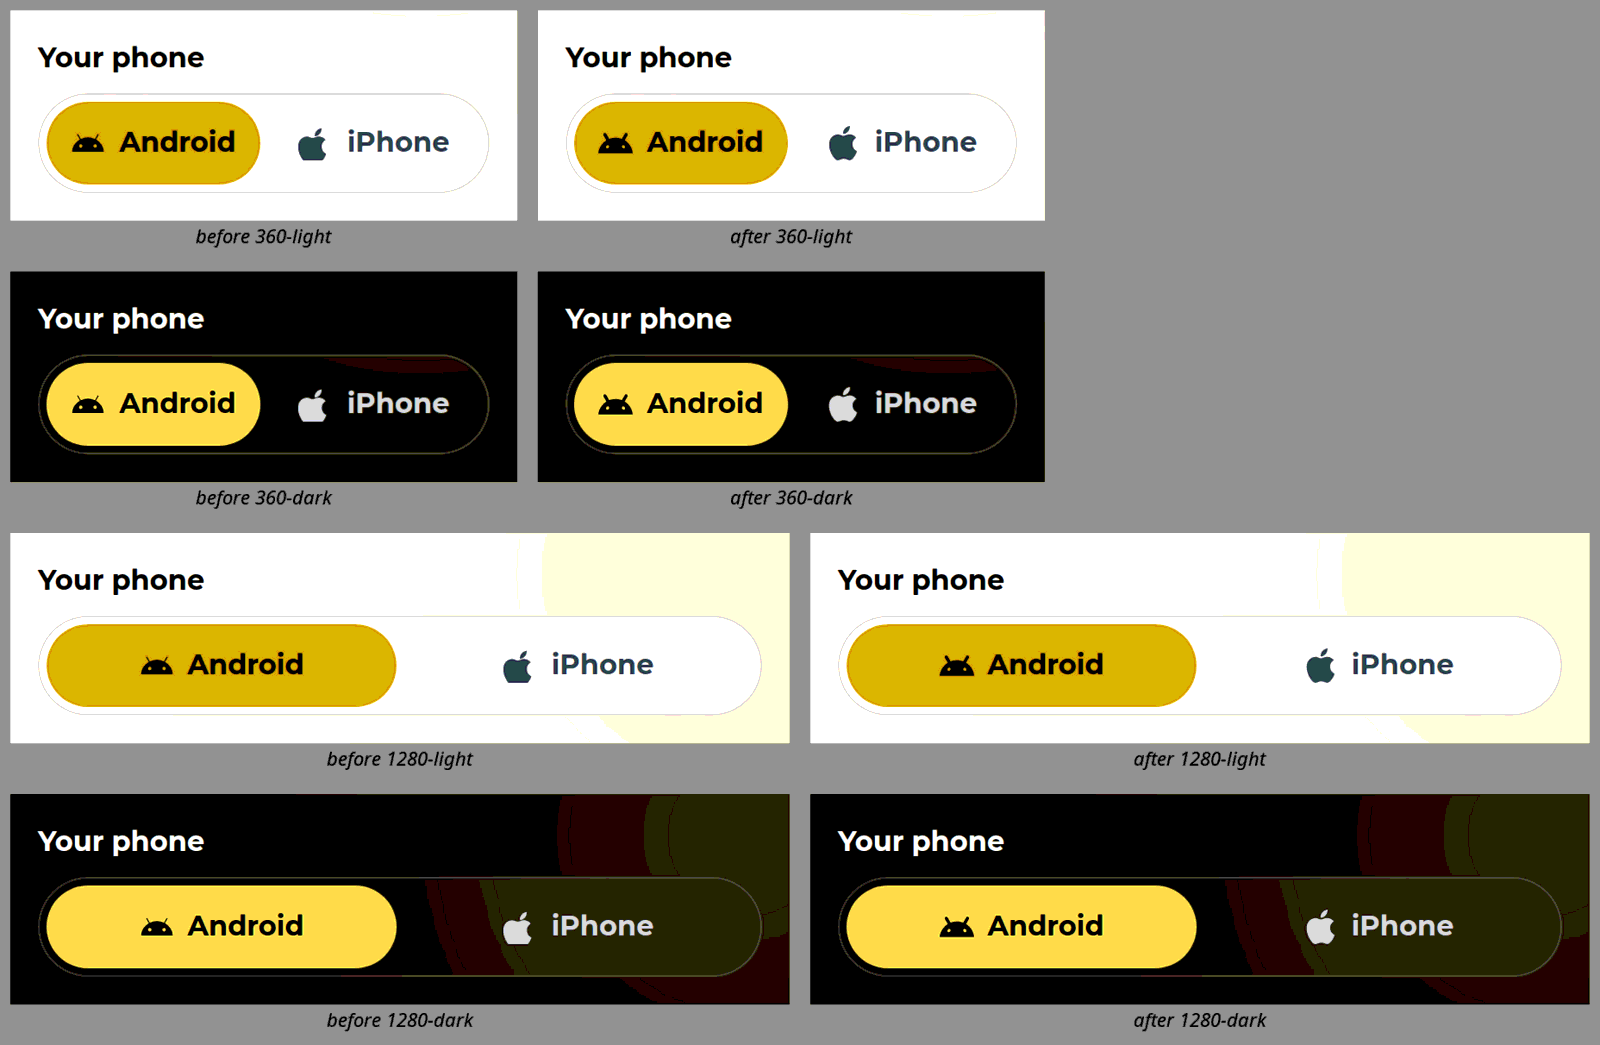 Your phone
Your phone
Android iPhone
Android iPhone
before 360-light
after 360-light
Your phone
Your phone
Android iPhone
Android iPhone
before 360-dark
after 360-dark
Your phone
Your phone
Android iPhone
Android iPhone
before 1280-light
after 1280-light
Your phone
Your phone
Android iPhone
Android iPhone
before 1280-dark
after 1280-dark